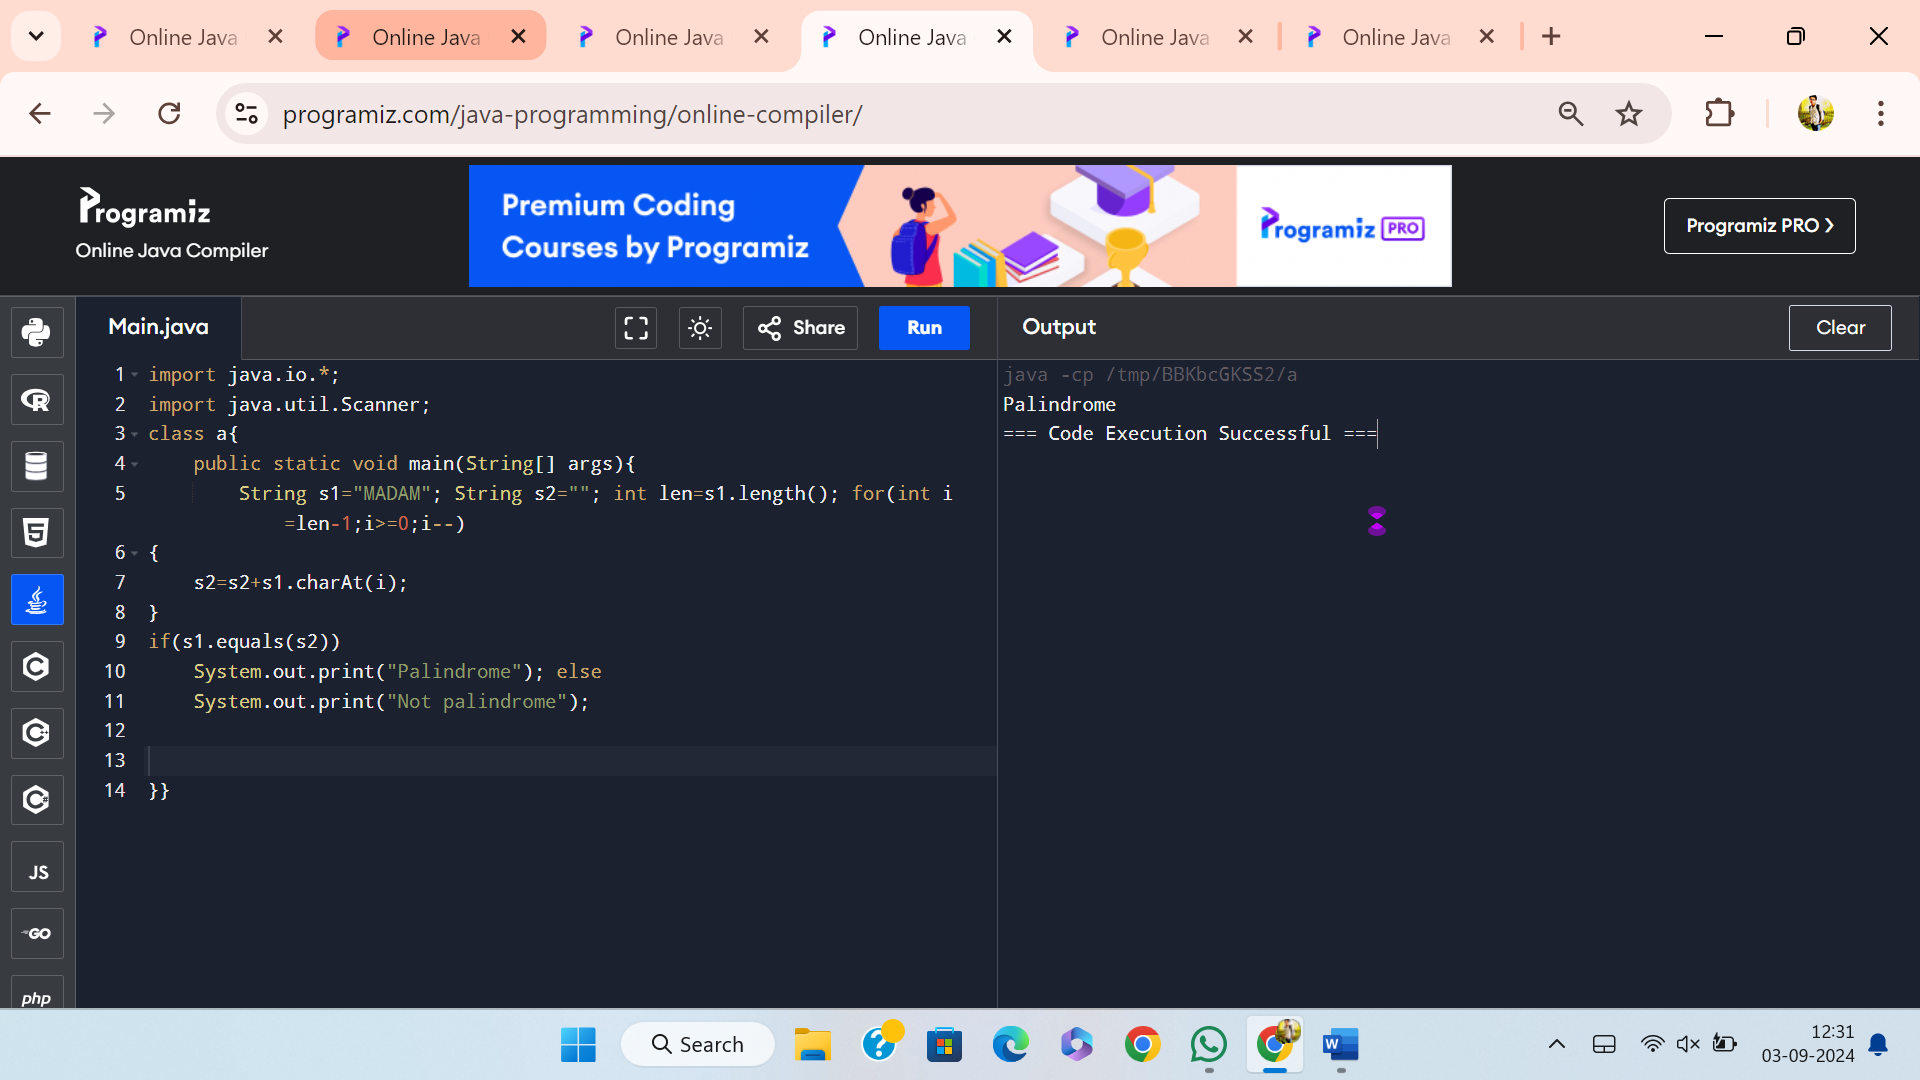 Online Java
Online Java
Online Java
Online Java
Online Java
Online Java
programiz.com/java-programming/online-compiler/
Programiz
Online Java Compiler
Premium Coding
Courses by Programiz
Programiz PRO
Programiz PRO ❯
Main.java
Share
Run
Output
Clear
1 import java.io.*;
2 import java.util.Scanner;
3 class a{
4 public static void main(String[] args){
5 String s1="MADAM"; String s2=""; int len=s1.length(); for(int i
=len-1;i>=0;i--)
6 {
7 s2=s2+s1.charAt(i);
8 }
9 if(s1.equals(s2))
10 System.out.print("Palindrome"); else
11 System.out.print("Not palindrome");
12
13
14 }}
java -cp /tmp/BBKbcGKSS2/a
Palindrome
=== Code Execution Successful ===
R
5
C
C++
C#
JS
GO
php
Search
W
12:31
03-09-2024